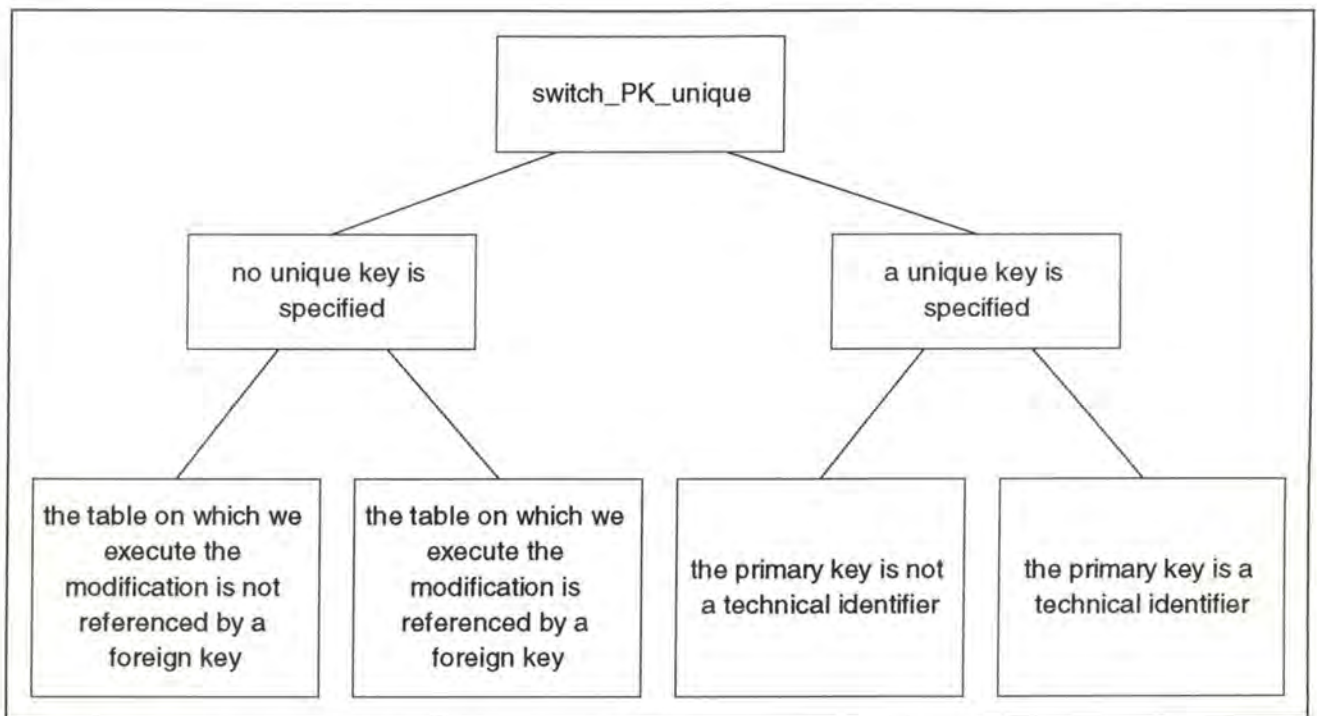 switch_PK_unique
no unique key is
specified
a unique key is
specified
the table on which we
execute the
modification is not
referenced by a
foreign key
the table on which we
execute the
modification is
referenced by a
foreign key
the primary key is not
a technical identifier
the primary key is a
technical identifier